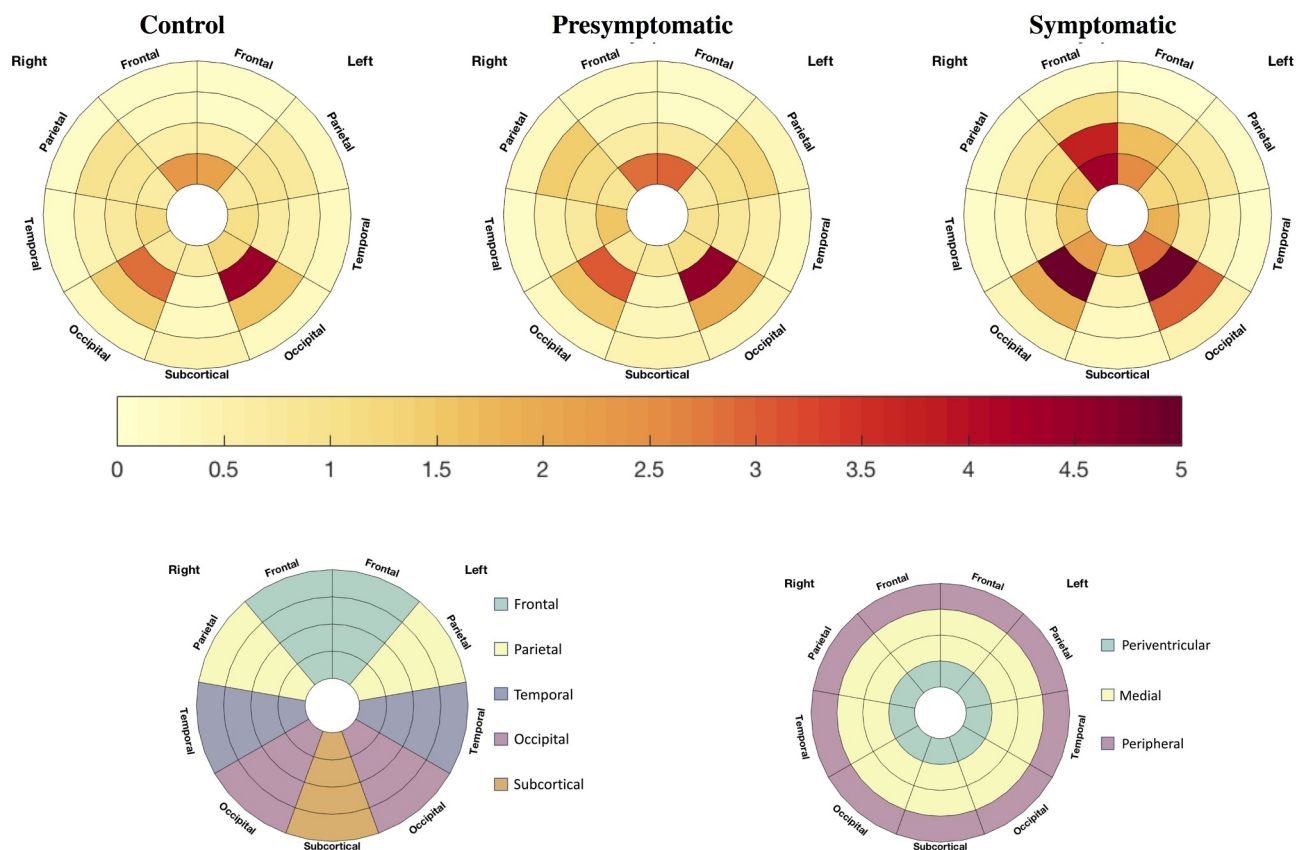 Control
Presymptomatic
Symptomatic
Right
Frontal
Frontal
Left
Parietal
Parietal
Temporal
Temporal
Occipital
Occipital
Subcortical
Right
Frontal
Frontal
Left
Parietal
Parietal
Temporal
Temporal
Occipital
Occipital
Subcortical
Right
Frontal
Frontal
Left
Parietal
Parietal
Temporal
Temporal
Occipital
Occipital
Subcortical
0 0.5 1 1.5 2 2.5 3 3.5 4 4.5 5
Right
Frontal
Frontal
Left
Parietal
Parietal
Temporal
Temporal
Occipital
Occipital
Subcortical
Frontal
Parietal
Temporal
Occipital
Subcortical
Right
Frontal
Frontal
Left
Parietal
Parietal
Temporal
Temporal
Occipital
Occipital
Subcortical
Periventricular
Medial
Peripheral